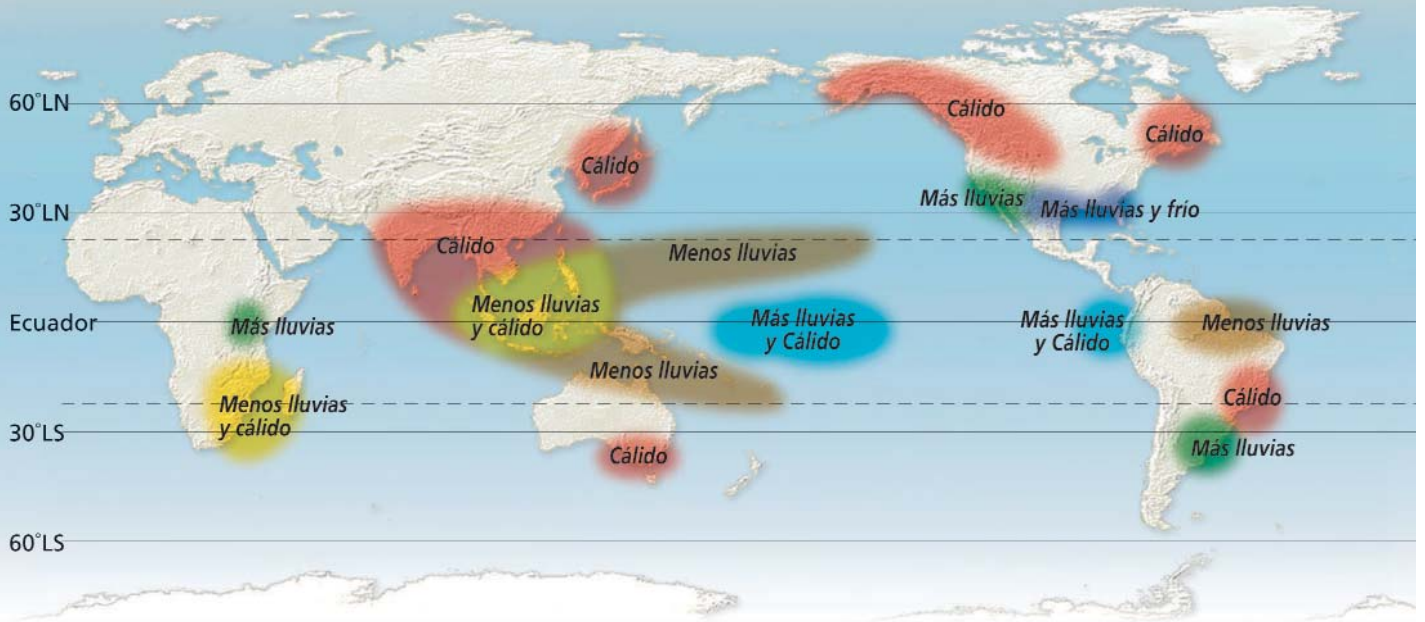 60°LN
Cálido
Cálido
Cálido
Más lluvias
30°LN
Más lluvias y frío
Cálido
Menos lluvias
Menos lluvias
y cálido
Ecuador
Más lluvias
Más lluvias
y Cálido
Más lluvias
y Cálido
Menos lluvias
Menos lluvias
Menos lluvias
y cálido
Cálido
30°LS
Cálido
Más lluvias
60°LS